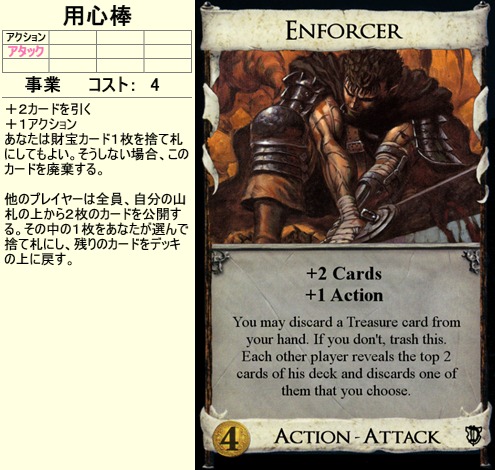 用心棒
アクション
アタック
事業 コスト: 4
＋2カードを引く
＋1アクション
あなたは財宝カード1枚を捨て札
にしてもよい。そうしない場合、この
カードを廃棄する。
他のプレイヤーは全員、自分の山
札の上から2枚のカードを公開す
る。その中の1枚をあなたが選んで
捨て札にし、残りのカードをデッキ
の上に戻す。
ENFORCER
+2 Cards
+1 Action
You may discard a Treasure card from
your hand. If you don't, trash this.
Each other player reveals the top 2
cards of his deck and discards one of
them that you choose.
4 ACTION - ATTACK